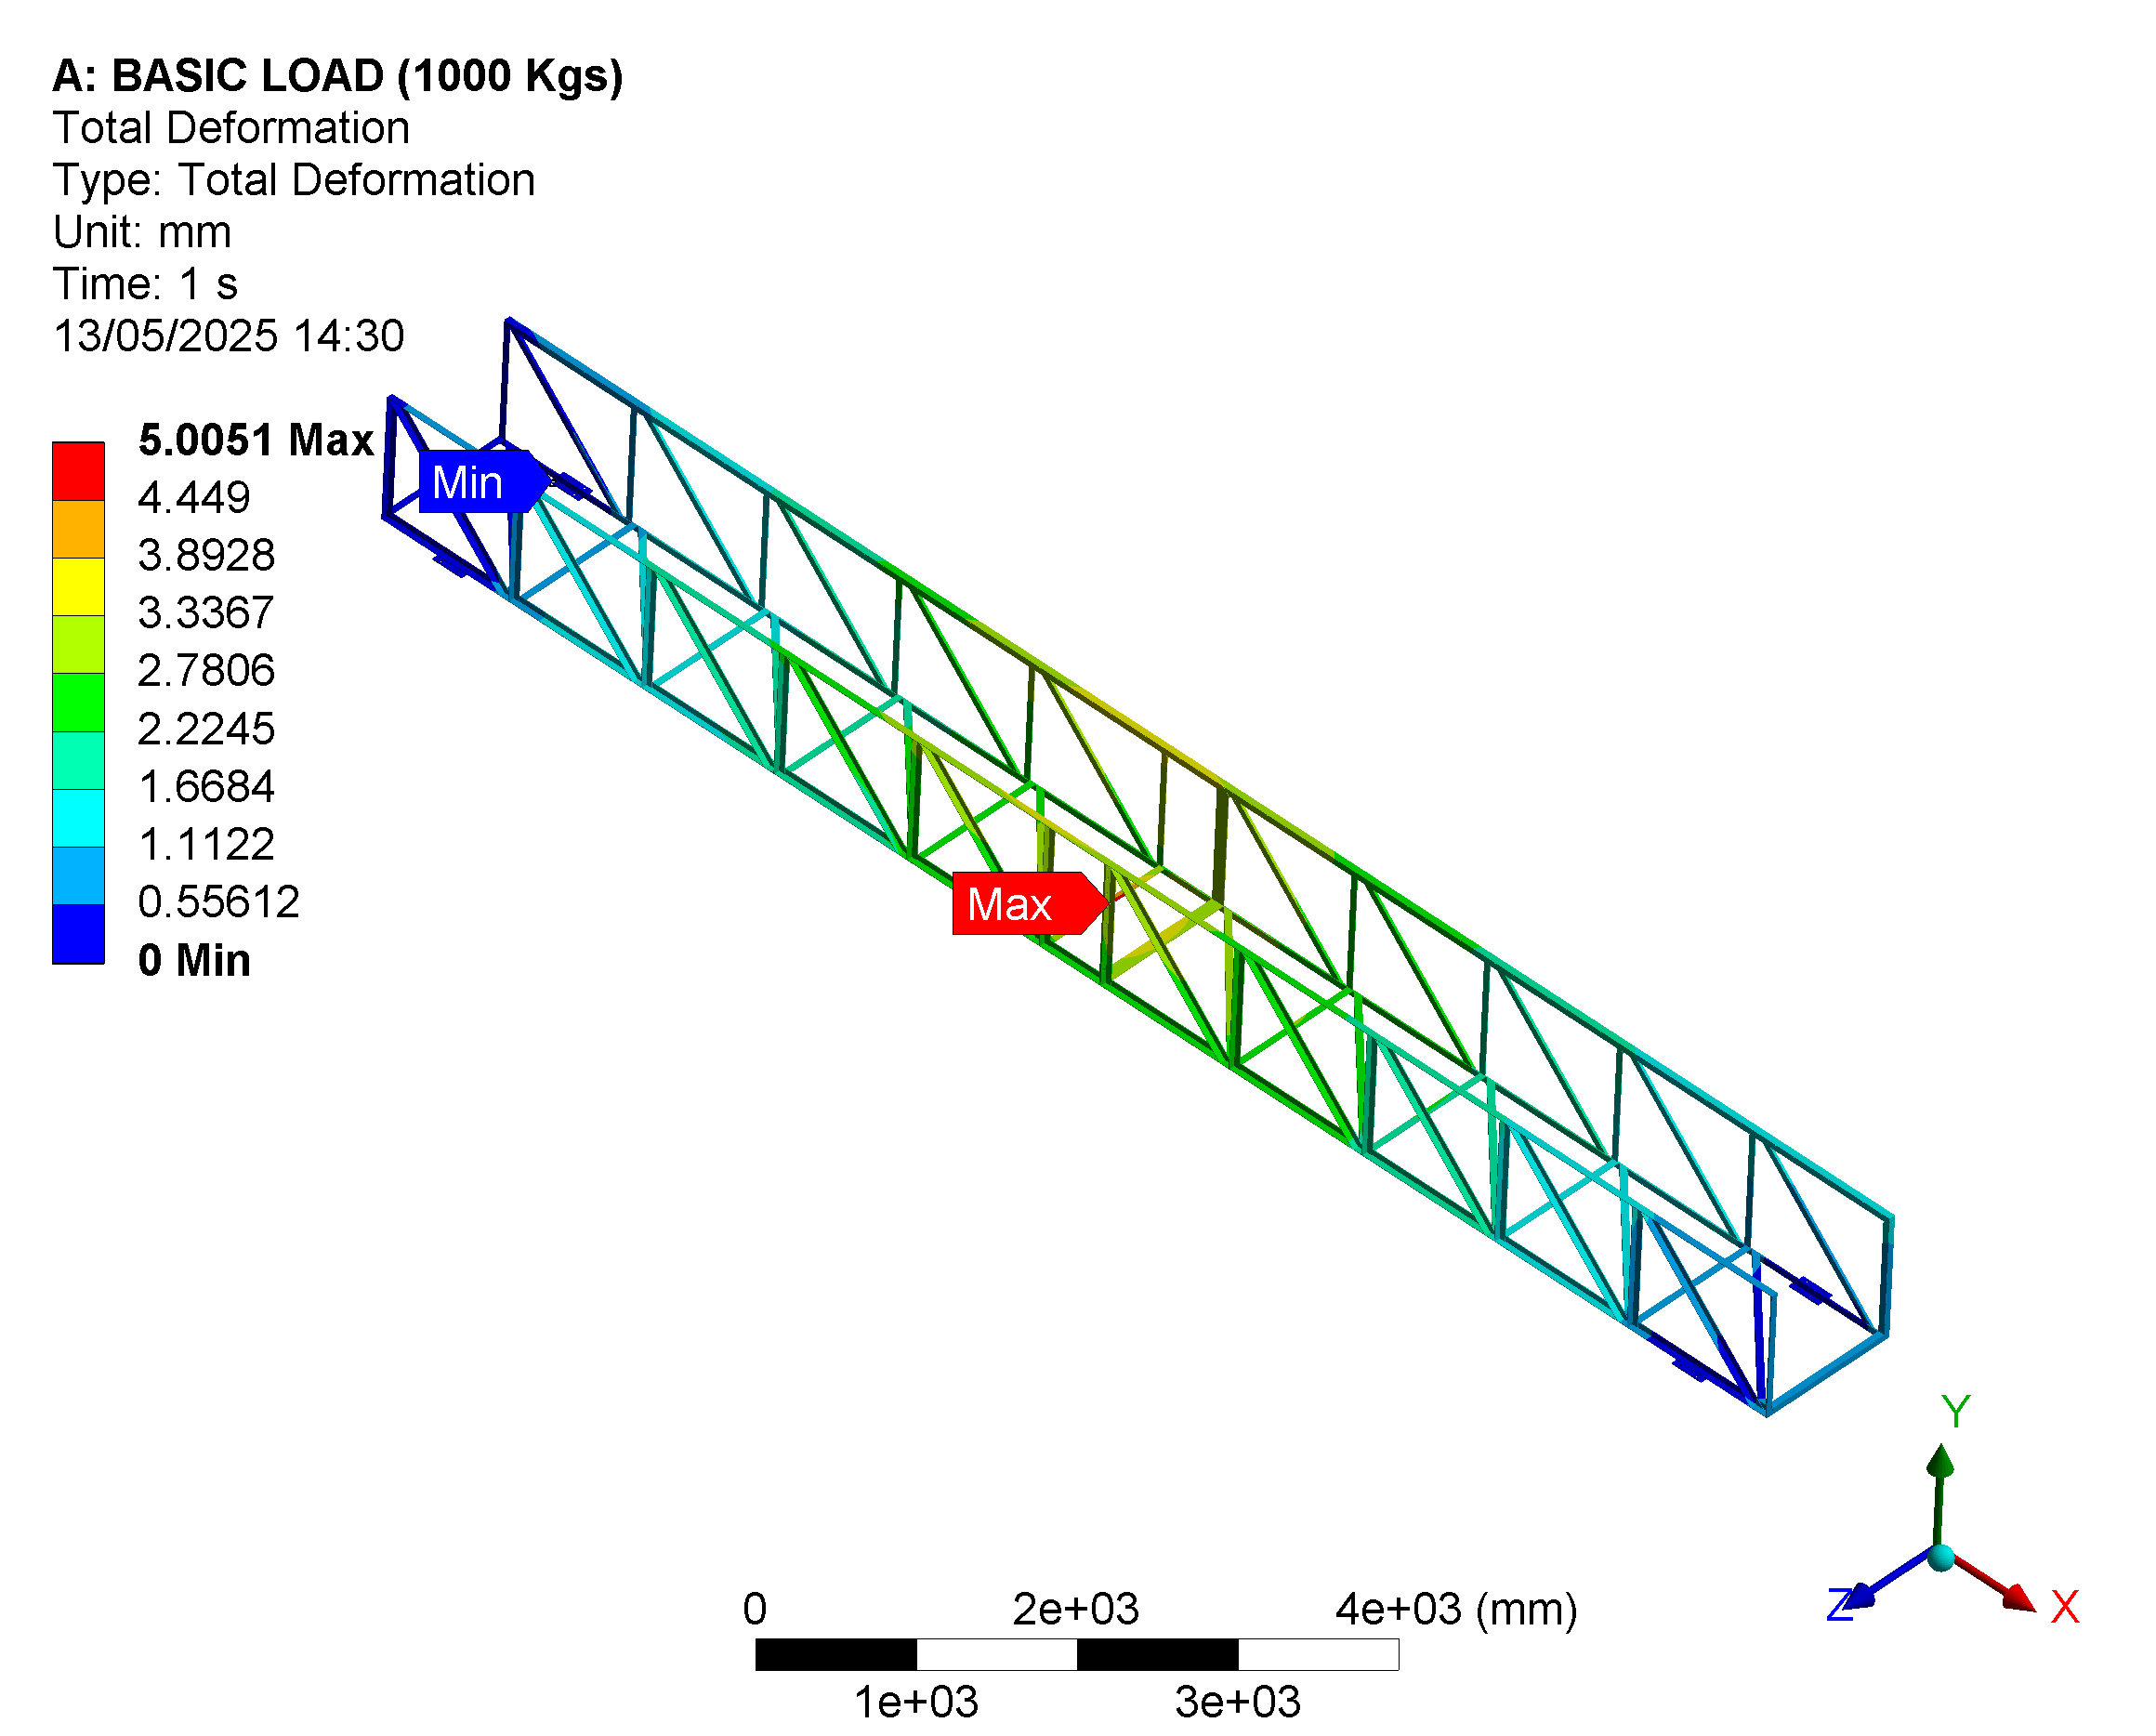 A: BASIC LOAD (1000 Kgs)
Total Deformation
Type: Total Deformation
Unit: mm
Time: 1 s
13/05/2025 14:30
5.0051 Max
4.449
3.8928
3.3367
2.7806
2.2245
1.6684
1.1122
0.55612
0 Min
Min
Max
Y
Z
X
0 2e+03 4e+03 (mm)
1e+03 3e+03